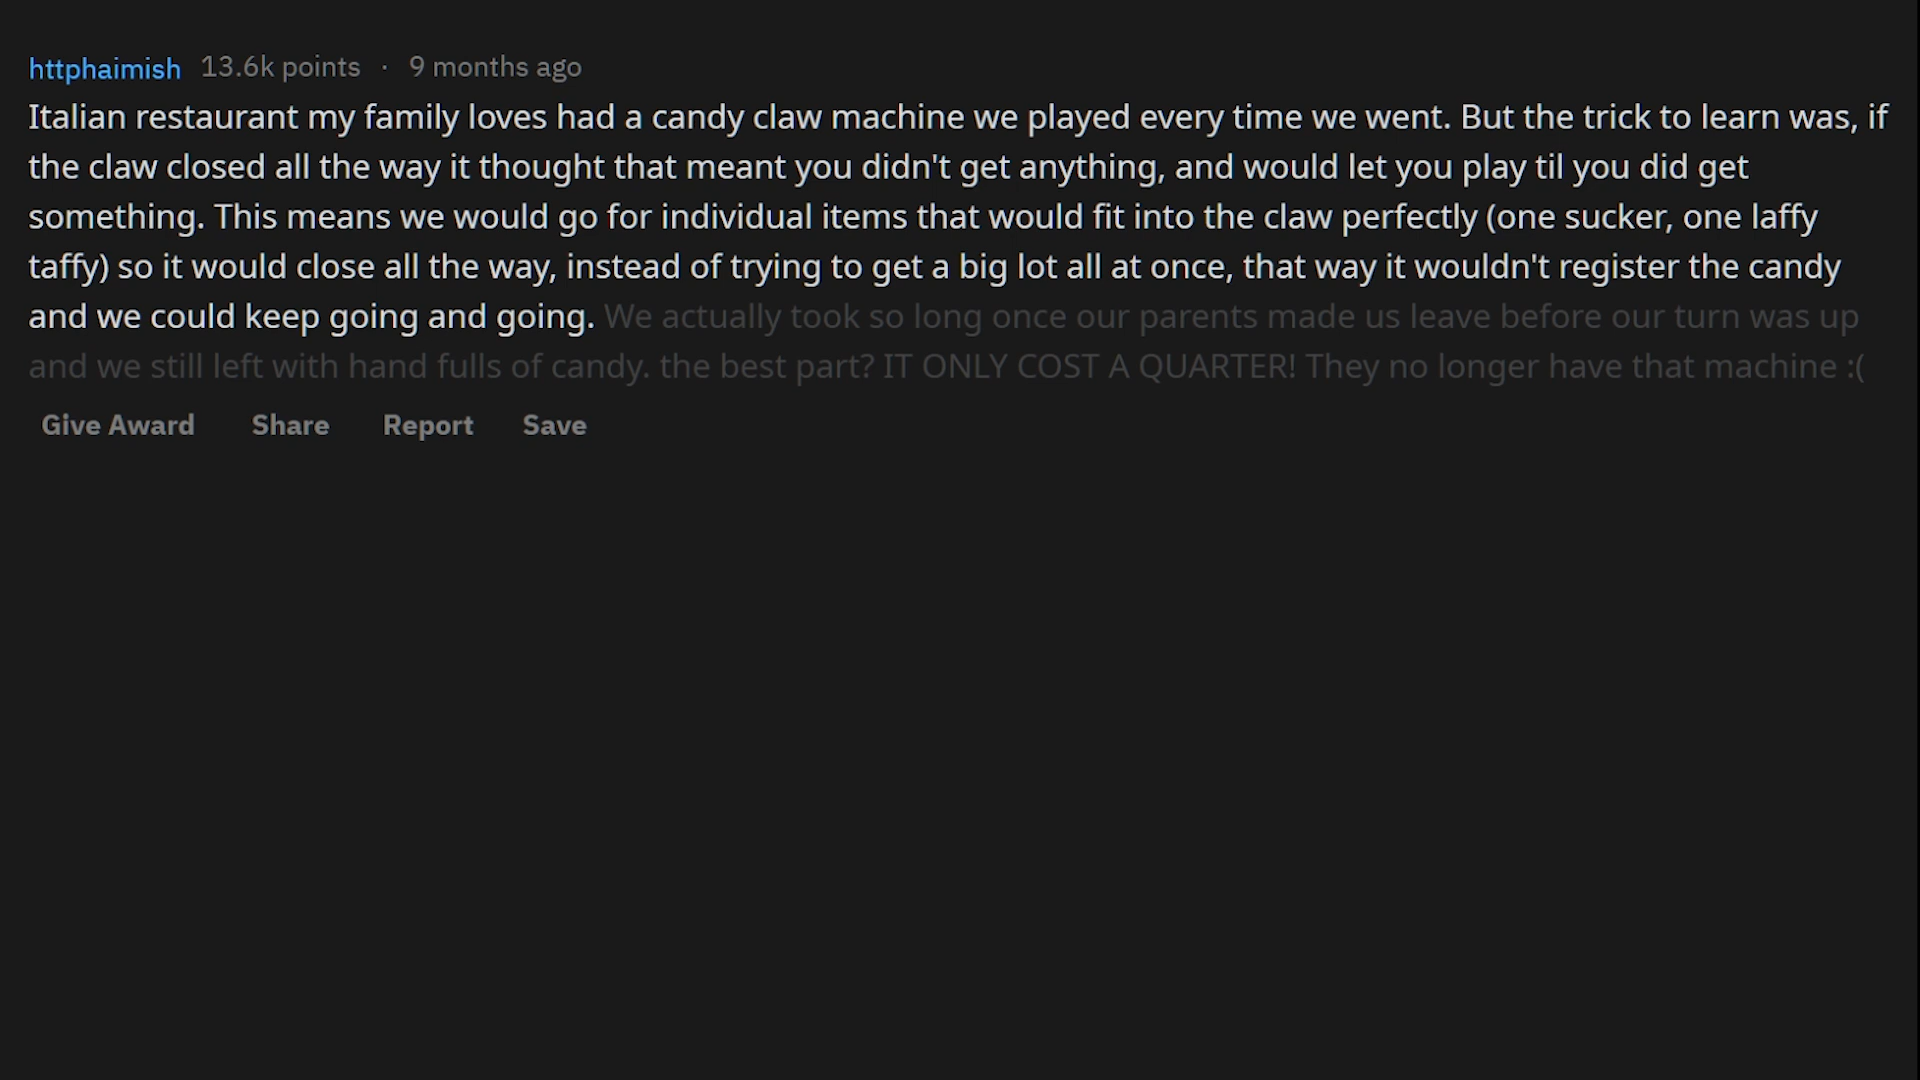 httphaimish 13.6k points · 9 months ago
Italian restaurant my family loves had a candy claw machine we played every time we went. But the trick to learn was, if
the claw closed all the way it thought that meant you didn't get anything, and would let you play til you did get
something. This means we would go for individual items that would fit into the claw perfectly (one sucker, one laffy
taffy) so it would close all the way, instead of trying to get a big lot all at once, that way it wouldn't register the candy
and we could keep going and going. We actually took so long once our parents made us leave before our turn was up
and we still left with hand fulls of candy. the best part? IT ONLY COST A QUARTER! They no longer have that machine :(
Give Award Share Report Save